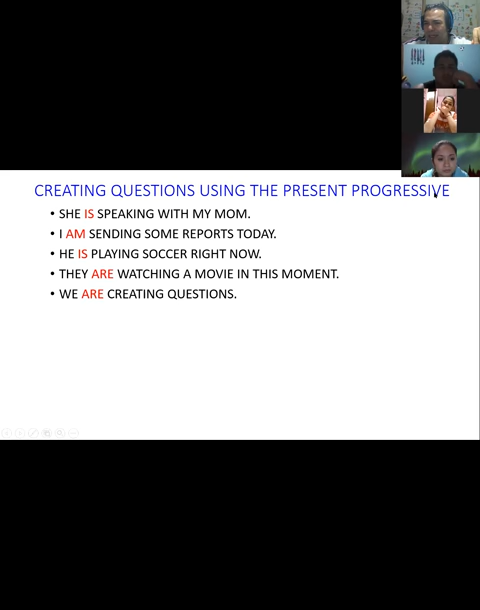 CREATING QUESTIONS USING THE PRESENT PROGRESSIVE
• SHE IS SPEAKING WITH MY MOM.
• I AM SENDING SOME REPORTS TODAY.
• HE IS PLAYING SOCCER RIGHT NOW.
• THEY ARE WATCHING A MOVIE IN THIS MOMENT.
• WE ARE CREATING QUESTIONS.